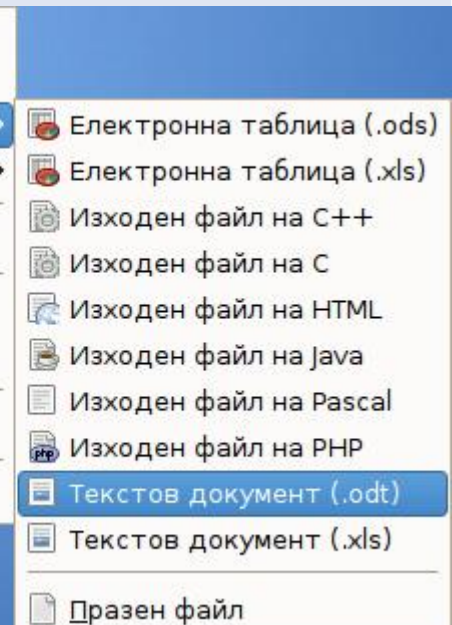 Електронна таблица (.ods)
Електронна таблица (.xls)
Изходен файл на C++
Изходен файл на C
Изходен файл на HTML
Изходен файл на Java
Изходен файл на Pascal
Изходен файл на PHP
Текстов документ (.odt)
Текстов документ (.xls)
Празен файл